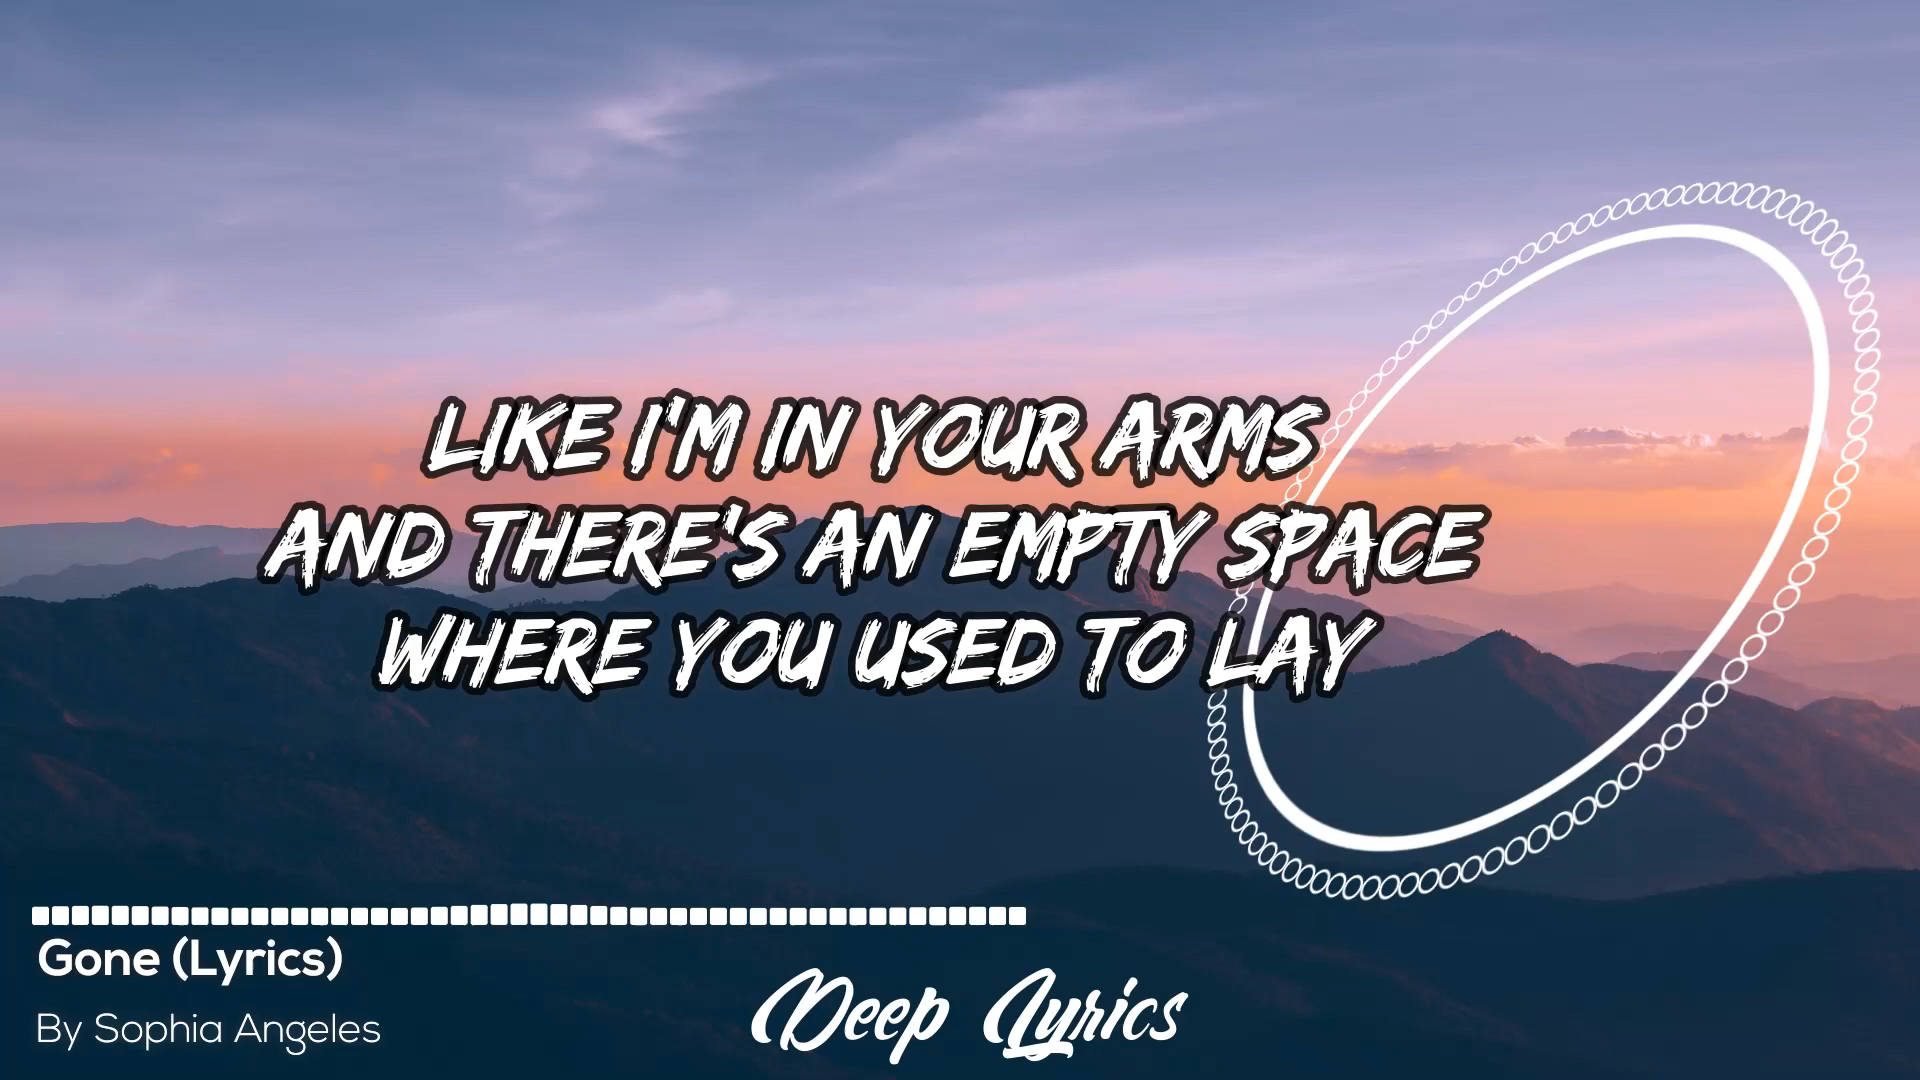 LIKE I'M IN YOUR ARMS
AND THERE'S AN EMPTY SPACE
WHERE YOU USED TO LAY
Gone (Lyrics)
By Sophia Angeles
Deep Lyrics